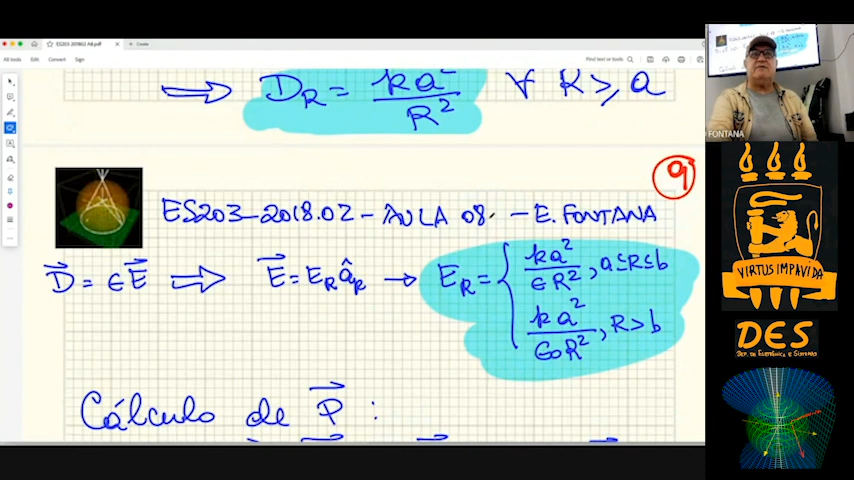 ES203-201802 A8.pdf
+ Create
All tools Edit Convert Sign
Find text or tools
⟹ D_R = ka²/R² ∀ R ≥ a
9
ES203-2018.02 - AULA 08 - E. FONTANA
D⃗ = ϵE⃗ ⟹ E⃗ = E_R â_R → E_R = { ka²/ϵR², a≤R≤b
ka²/ϵ₀R², R>b
Cálculo de P⃗ :
FONTANA
VIRTUS IMPAVIDA
DES
DEP. DE ELETRÔNICA E SISTEMAS